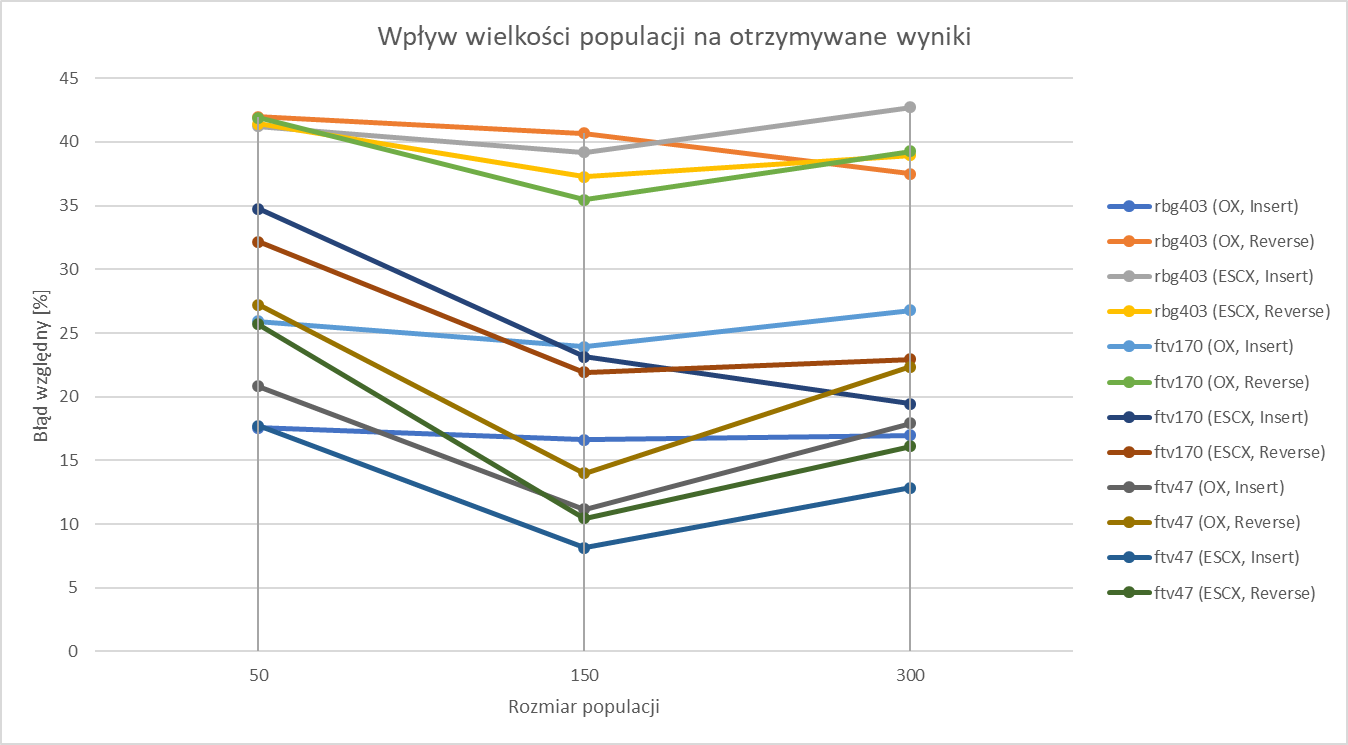 Wpływ wielkości populacji na otrzymywane wyniki
45
40
35
30
25
20
15
10
5
0
Błąd względny [%]
50
150
300
Rozmiar populacji
rbg403 (OX, Insert)
rbg403 (OX, Reverse)
rbg403 (ESCX, Insert)
rbg403 (ESCX, Reverse)
ftv170 (OX, Insert)
ftv170 (OX, Reverse)
ftv170 (ESCX, Insert)
ftv170 (ESCX, Reverse)
ftv47 (OX, Insert)
ftv47 (OX, Reverse)
ftv47 (ESCX, Insert)
ftv47 (ESCX, Reverse)